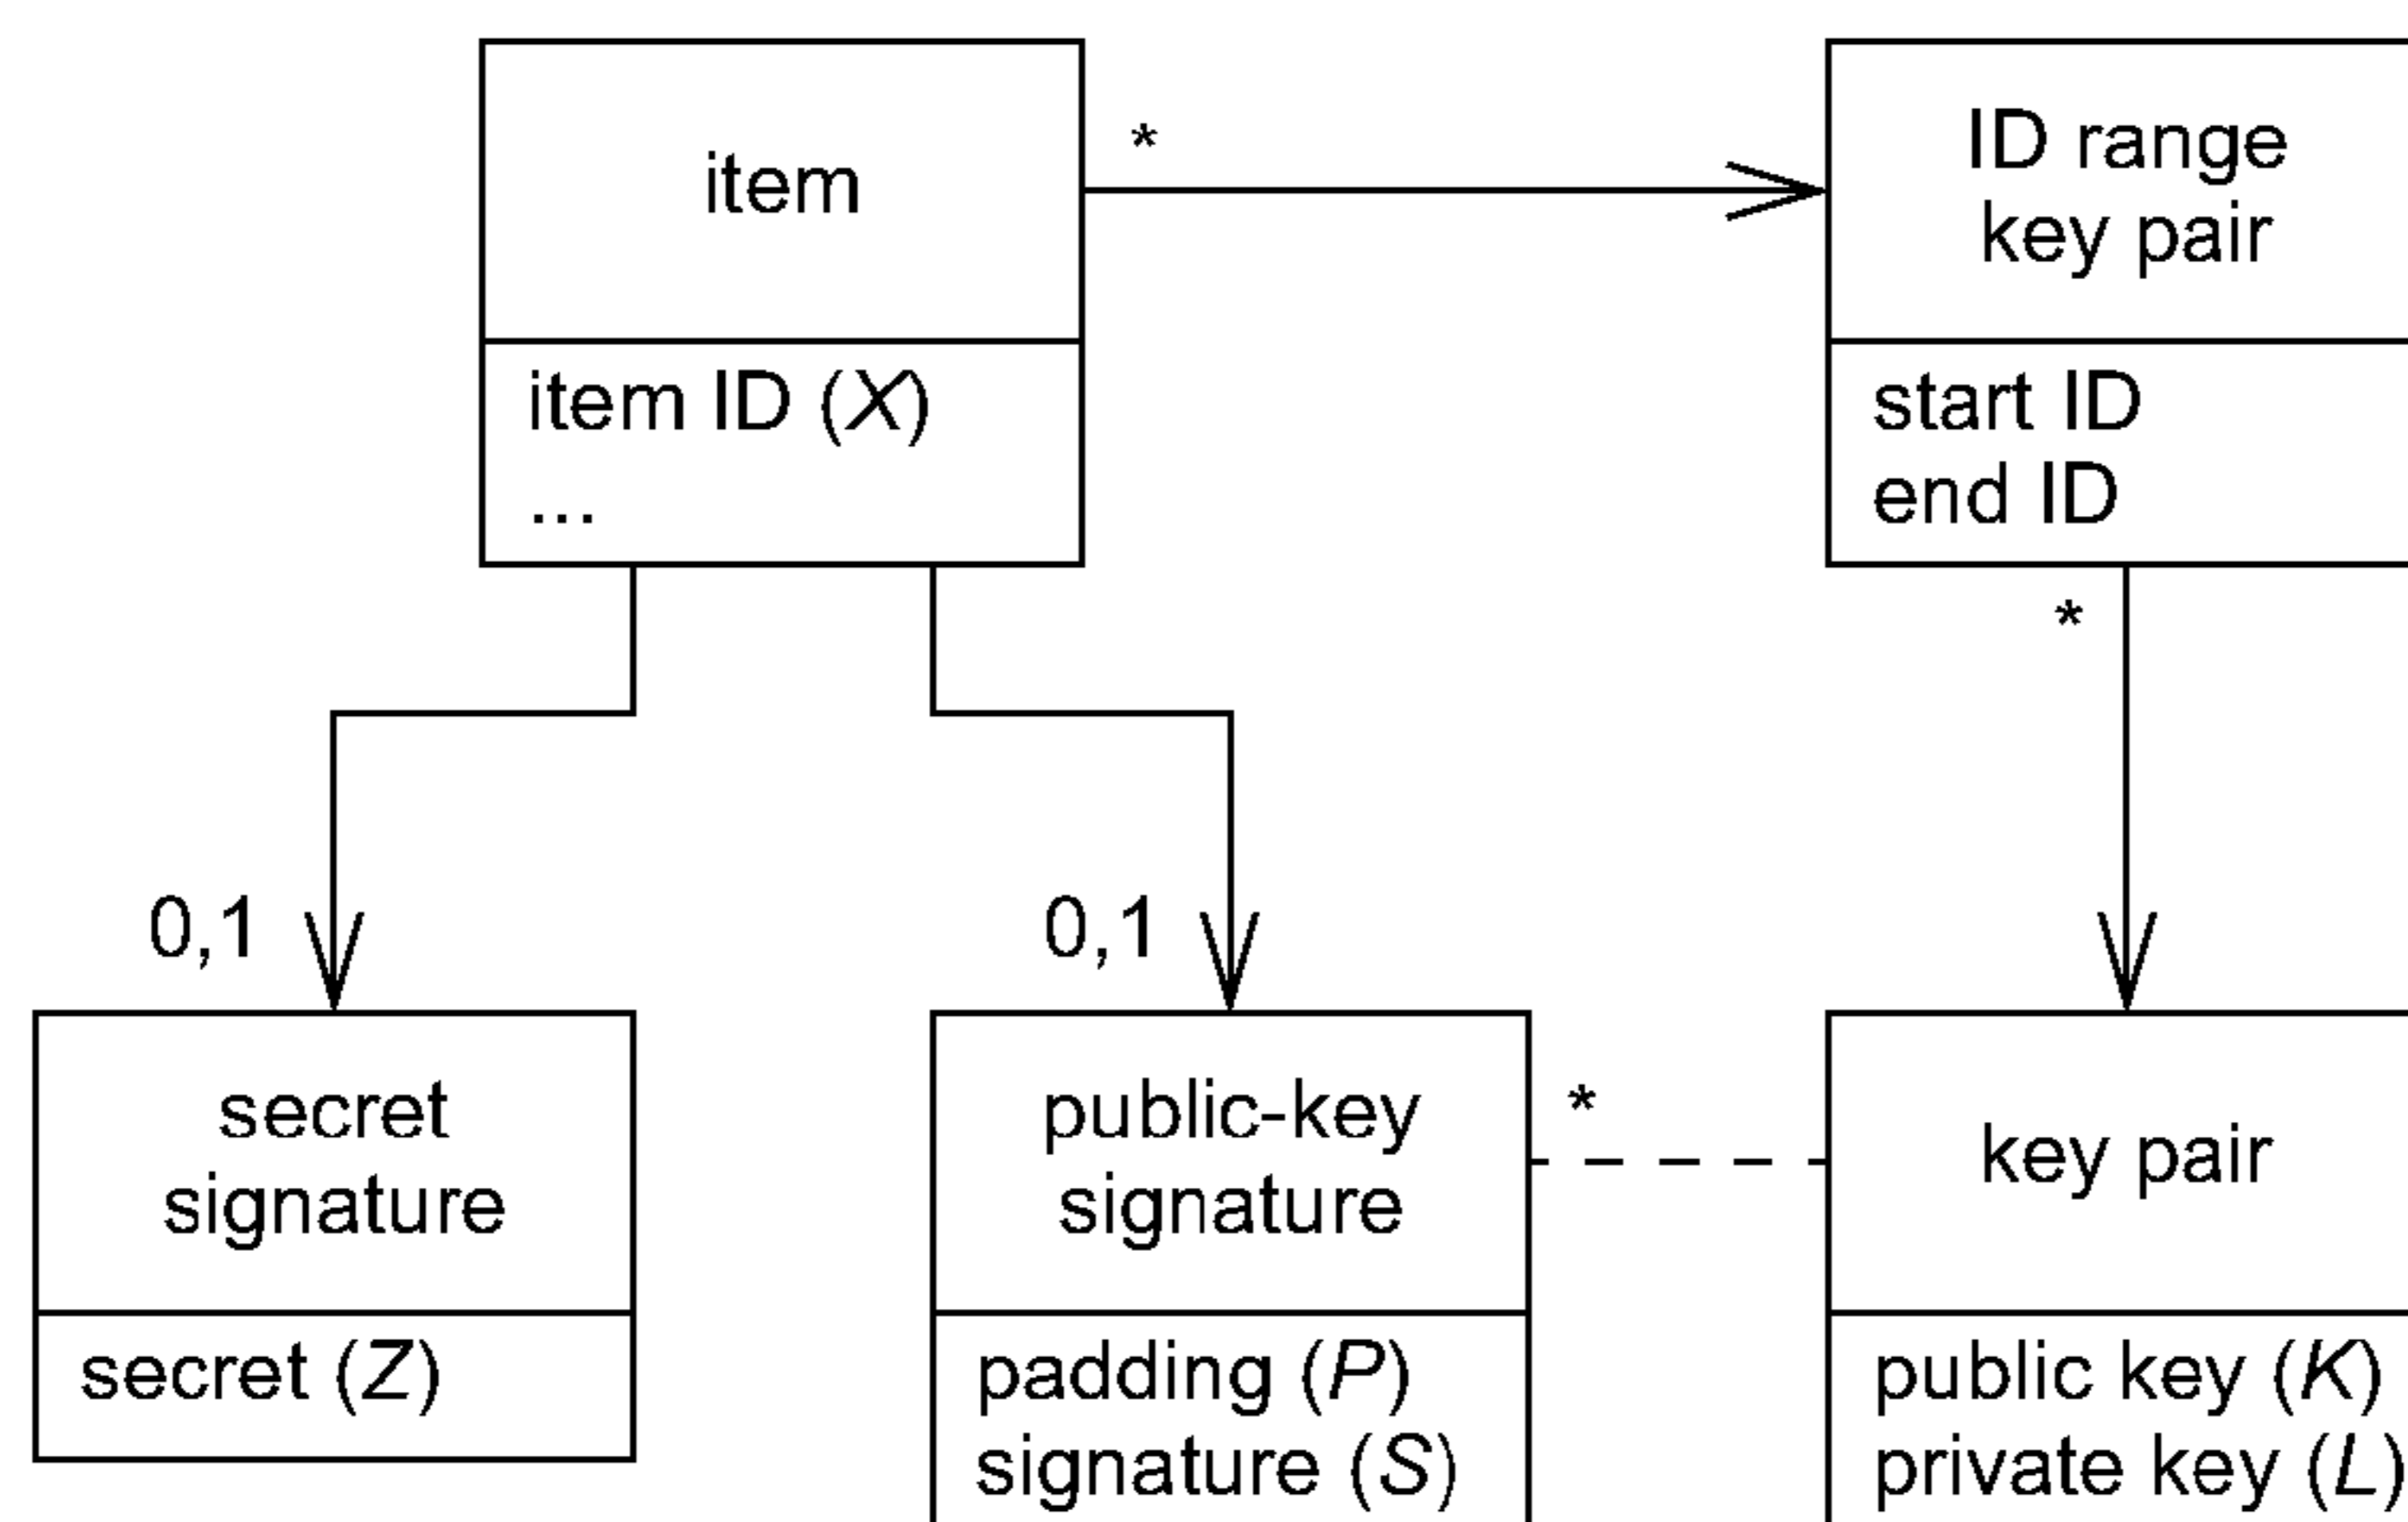 item
*
ID range
key pair
item ID (X)
...
start ID
end ID
*
0,1
0,1
secret
signature
public-key
signature
*
key pair
secret (Z)
padding (P)
signature (S)
public key (K)
private key (L)